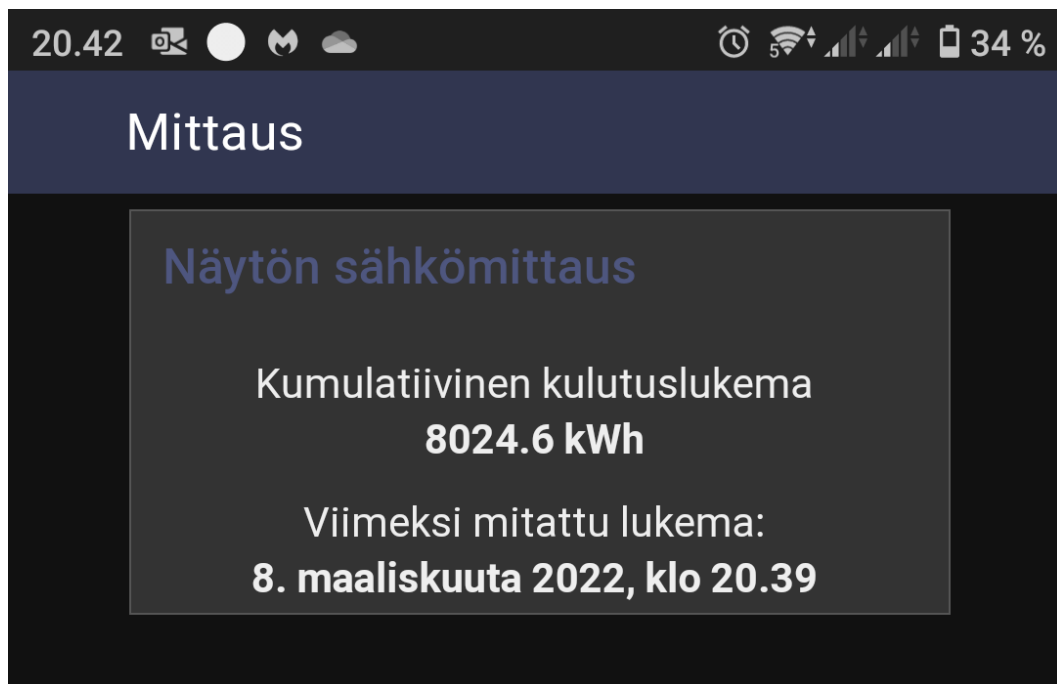 20.42
5
34 %
Mittaus
Näytön sähkömittaus
Kumulatiivinen kulutuslukema
8024.6 kWh
Viimeksi mitattu lukema:
8. maaliskuuta 2022, klo 20.39